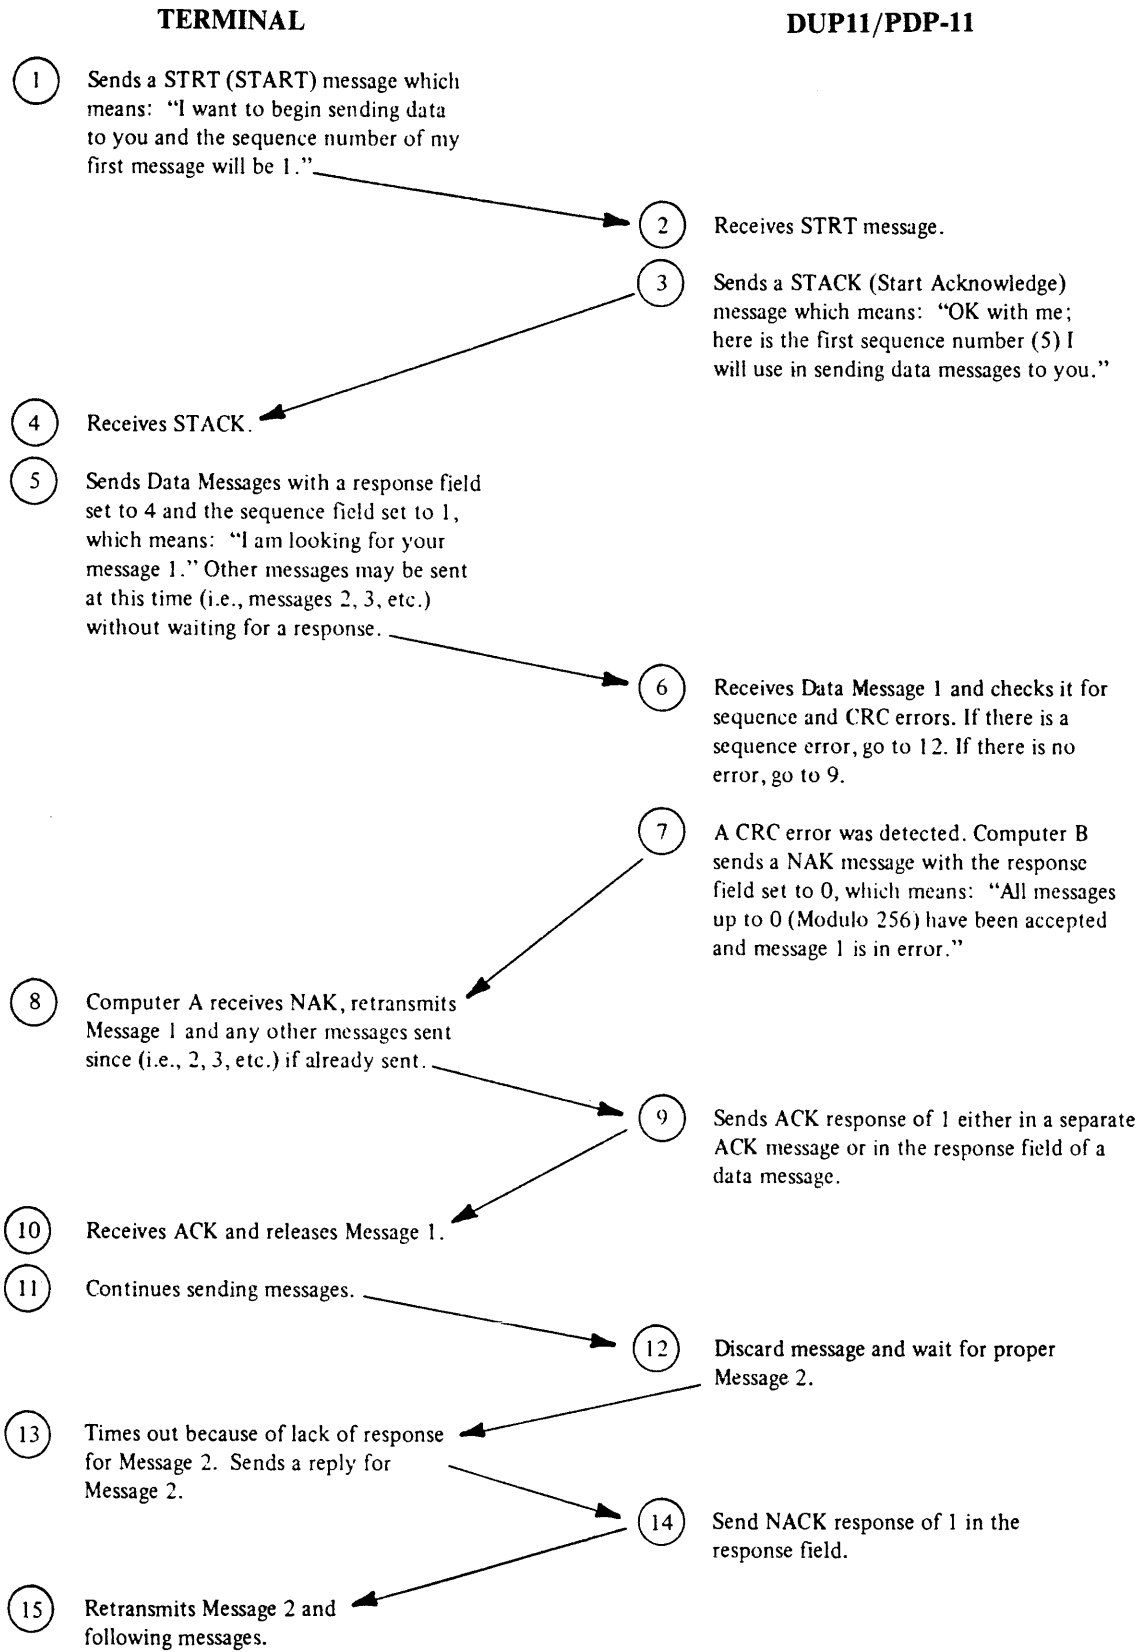 TERMINAL
DUP11/PDP-11
1
Sends a STRT (START) message which
means: “I want to begin sending data
to you and the sequence number of my
first message will be 1.”
2
Receives STRT message.
3
Sends a STACK (Start Acknowledge)
message which means: “OK with me;
here is the first sequence number (5) I
will use in sending data messages to you.”
4
Receives STACK.
5
Sends Data Messages with a response field
set to 4 and the sequence field set to 1,
which means: “I am looking for your
message 1.” Other messages may be sent
at this time (i.e., messages 2, 3, etc.)
without waiting for a response.
6
Receives Data Message 1 and checks it for
sequence and CRC errors. If there is a
sequence error, go to 12. If there is no
error, go to 9.
7
A CRC error was detected. Computer B
sends a NAK message with the response
field set to 0, which means: “All messages
up to 0 (Modulo 256) have been accepted
and message 1 is in error.”
8
Computer A receives NAK, retransmits
Message 1 and any other messages sent
since (i.e., 2, 3, etc.) if already sent.
9
Sends ACK response of 1 either in a separate
ACK message or in the response field of a
data message.
10
Receives ACK and releases Message 1.
11
Continues sending messages.
12
Discard message and wait for proper
Message 2.
13
Times out because of lack of response
for Message 2. Sends a reply for
Message 2.
14
Send NACK response of 1 in the
response field.
15
Retransmits Message 2 and
following messages.